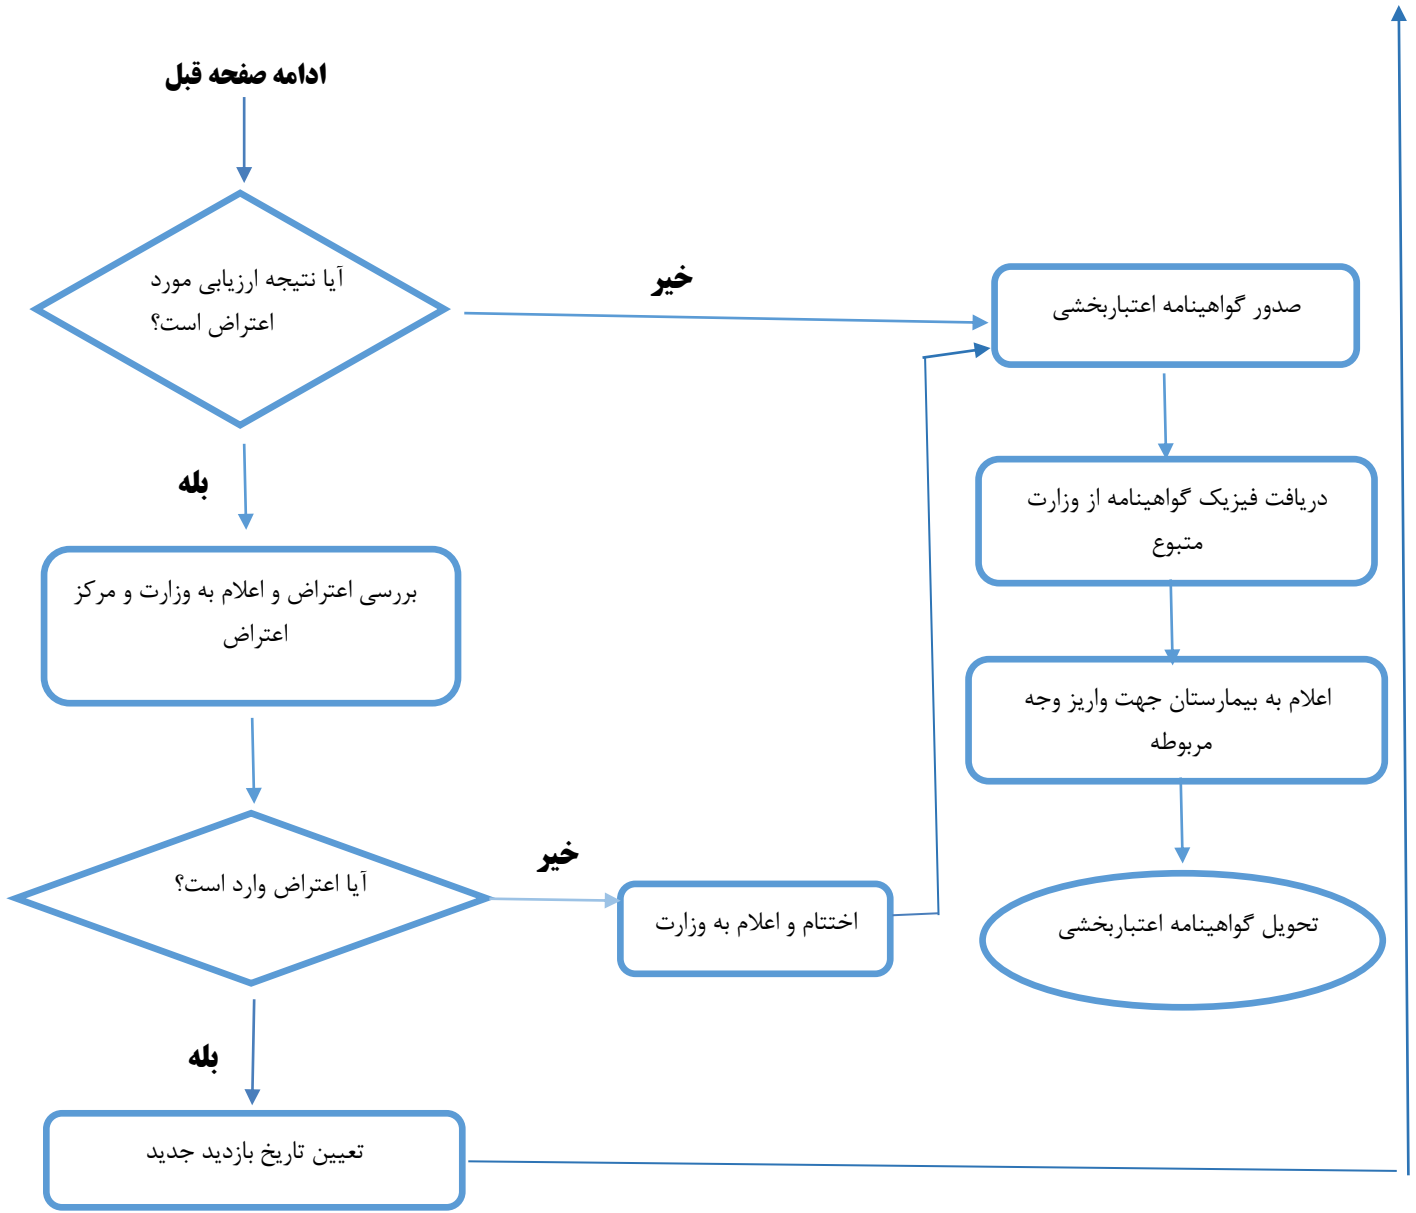 ادامه صفحه قبل
آیا نتیجه ارزیابی مورد
اعتراض است؟
خیر
صدور گواهینامه اعتباربخشی
دریافت فیزیک گواهینامه از وزارت
متبوع
بله
بررسی اعتراض و اعلام به وزارت و مرکز
اعتراض
اعلام به بیمارستان جهت واریز وجه
مربوطه
آیا اعتراض وارد است؟
خیر
اختتام و اعلام به وزارت
تحویل گواهینامه اعتباربخشی
بله
تعیین تاریخ بازدید جدید